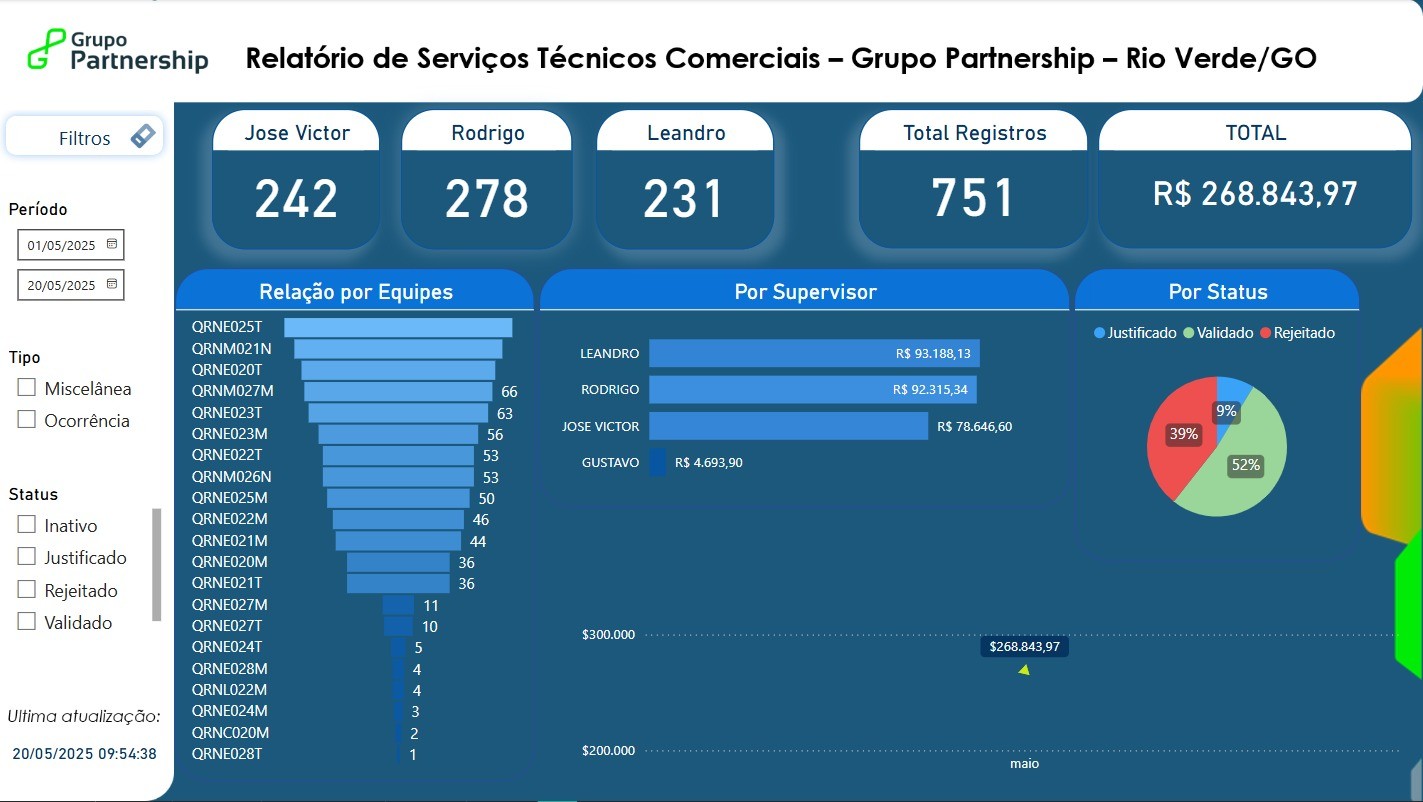 Grupo
Partnership
Relatório de Serviços Técnicos Comerciais – Grupo Partnership – Rio Verde/GO
Filtros
Período
01/05/2025
20/05/2025
Tipo
Miscelânea
Ocorrência
Status
Inativo
Justificado
Rejeitado
Validado
Ultima atualização:
20/05/2025 09:54:38
Jose Victor
242
Rodrigo
278
Leandro
231
Total Registros
751
TOTAL
R$ 268.843,97
Relação por Equipes
QRNE025T
QRNM021N
QRNE020T
QRNM027M 66
QRNE023T 63
QRNE023M 56
QRNE022T 53
QRNM026N 53
QRNE025M 50
QRNE022M 46
QRNE021M 44
QRNE020M 36
QRNE021T 36
QRNE027M 11
QRNE027T 10
QRNE024T 5
QRNE028M 4
QRNL022M 4
QRNE024M 3
QRNC020M 2
QRNE028T 1
Por Supervisor
LEANDRO R$ 93.188,13
RODRIGO R$ 92.315,34
JOSE VICTOR R$ 78.646,60
GUSTAVO R$ 4.693,90
Por Status
Justificado Validado Rejeitado
9%
39%
52%
$300.000
$268.843,97
$200.000
maio